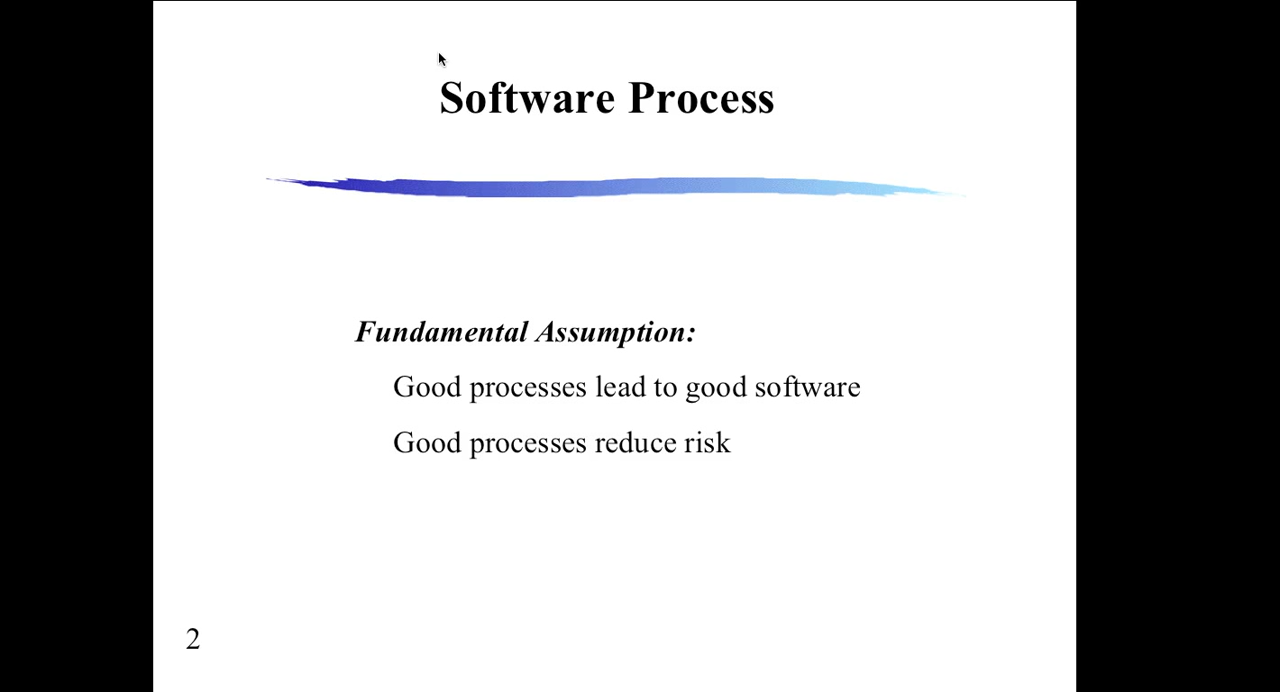 Software Process
Fundamental Assumption:
Good processes lead to good software
Good processes reduce risk
2